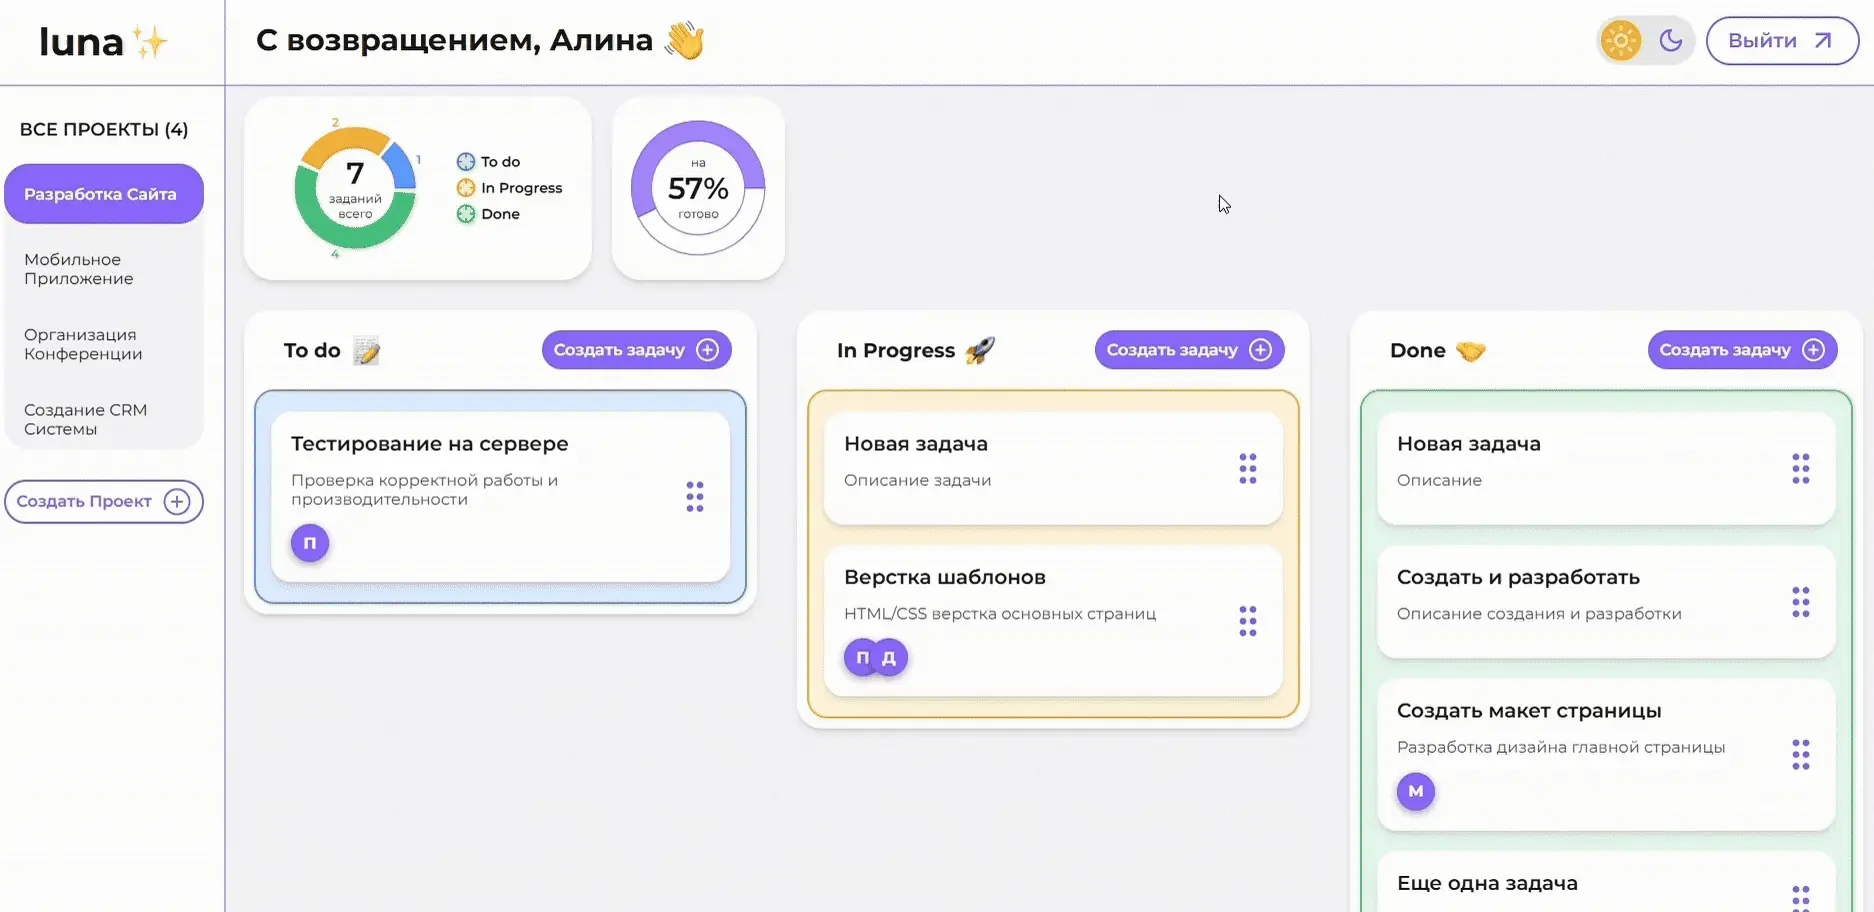 luna
С возвращением, Алина
Выйти
ВСЕ ПРОЕКТЫ (4)
Разработка Сайта
Мобильное
Приложение
Организация
Конференции
Создание CRM
Системы
Создать Проект
2
1
7
заданий
всего
4
To do
In Progress
Done
на
57%
готово
To do
Создать задачу
Тестирование на сервере
Проверка корректной работы и
производительности
П
In Progress
Создать задачу
Новая задача
Описание задачи
Верстка шаблонов
HTML/CSS верстка основных страниц
П Д
Done
Создать задачу
Новая задача
Описание
Создать и разработать
Описание создания и разработки
Создать макет страницы
Разработка дизайна главной страницы
М
Еще одна задача